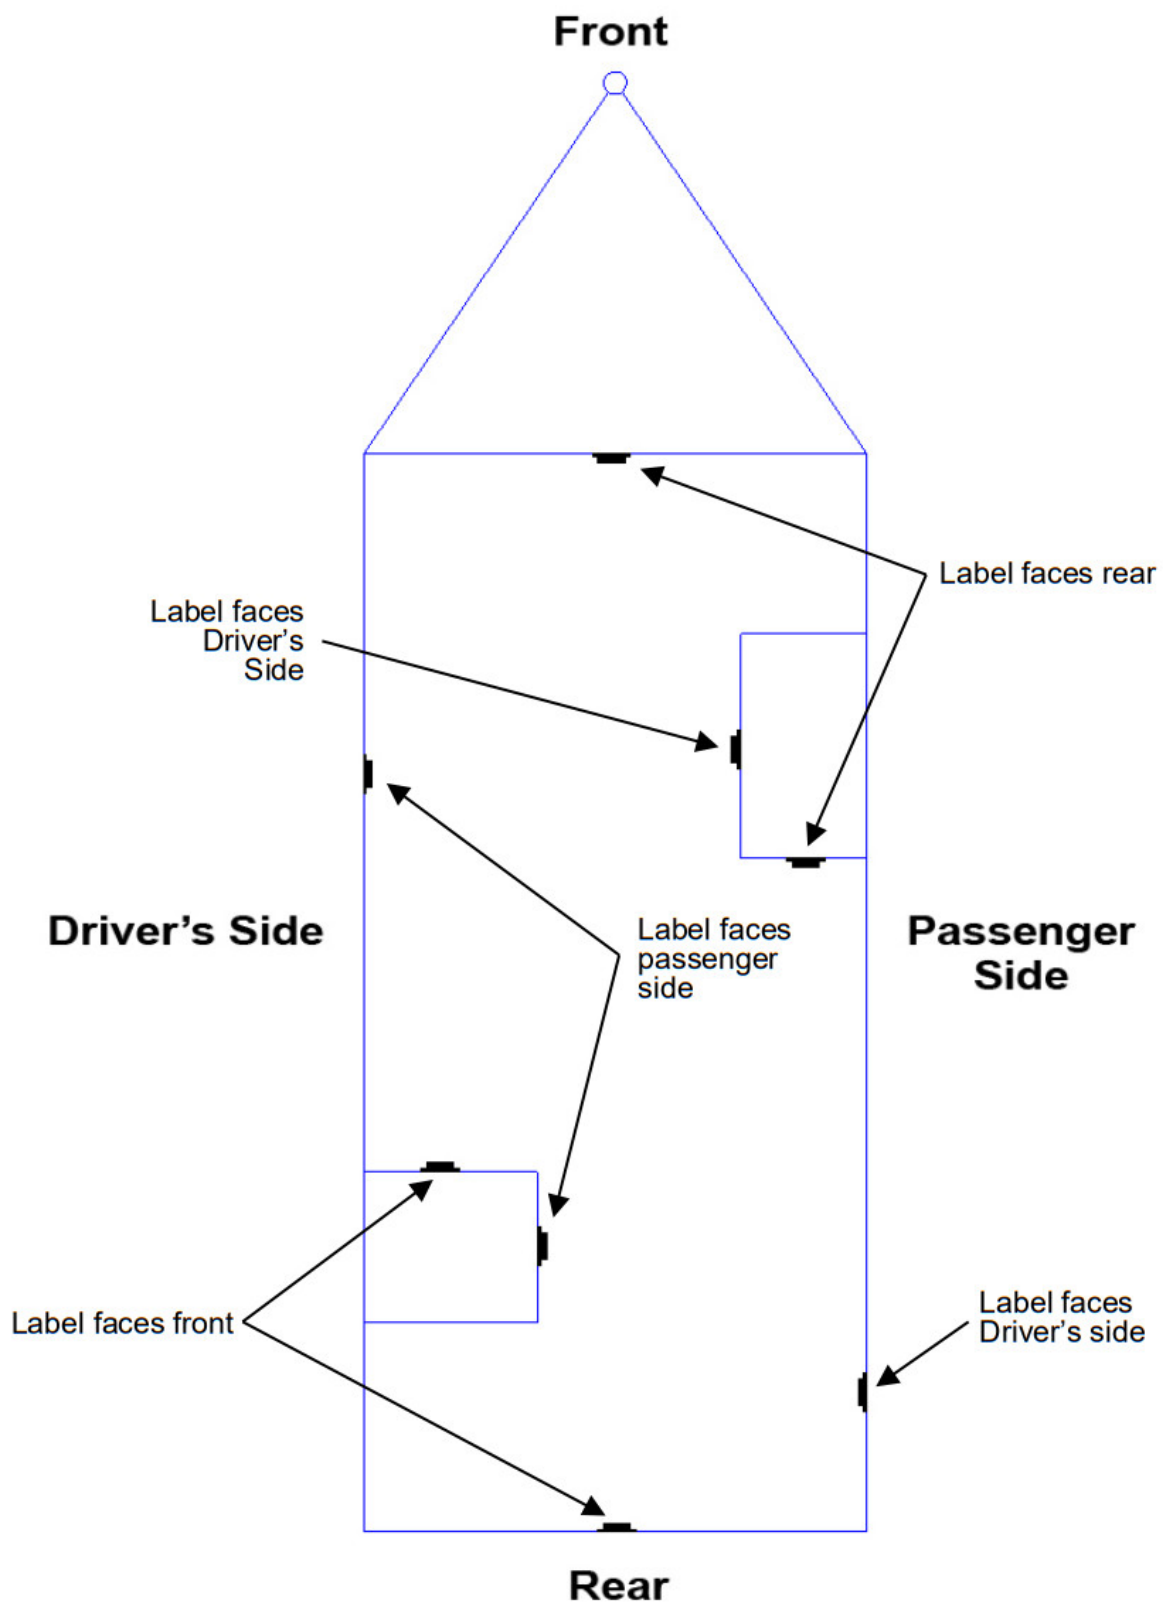 Front
Label faces rear
Label faces
Driver’s
Side
Driver’s Side
Label faces
passenger
side
Passenger
Side
Label faces front
Label faces
Driver’s side
Rear